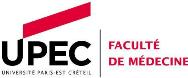 UPEC
UNIVERSITÉ PARIS-EST CRÉTEIL
FACULTÉ
DE MÉDECINE